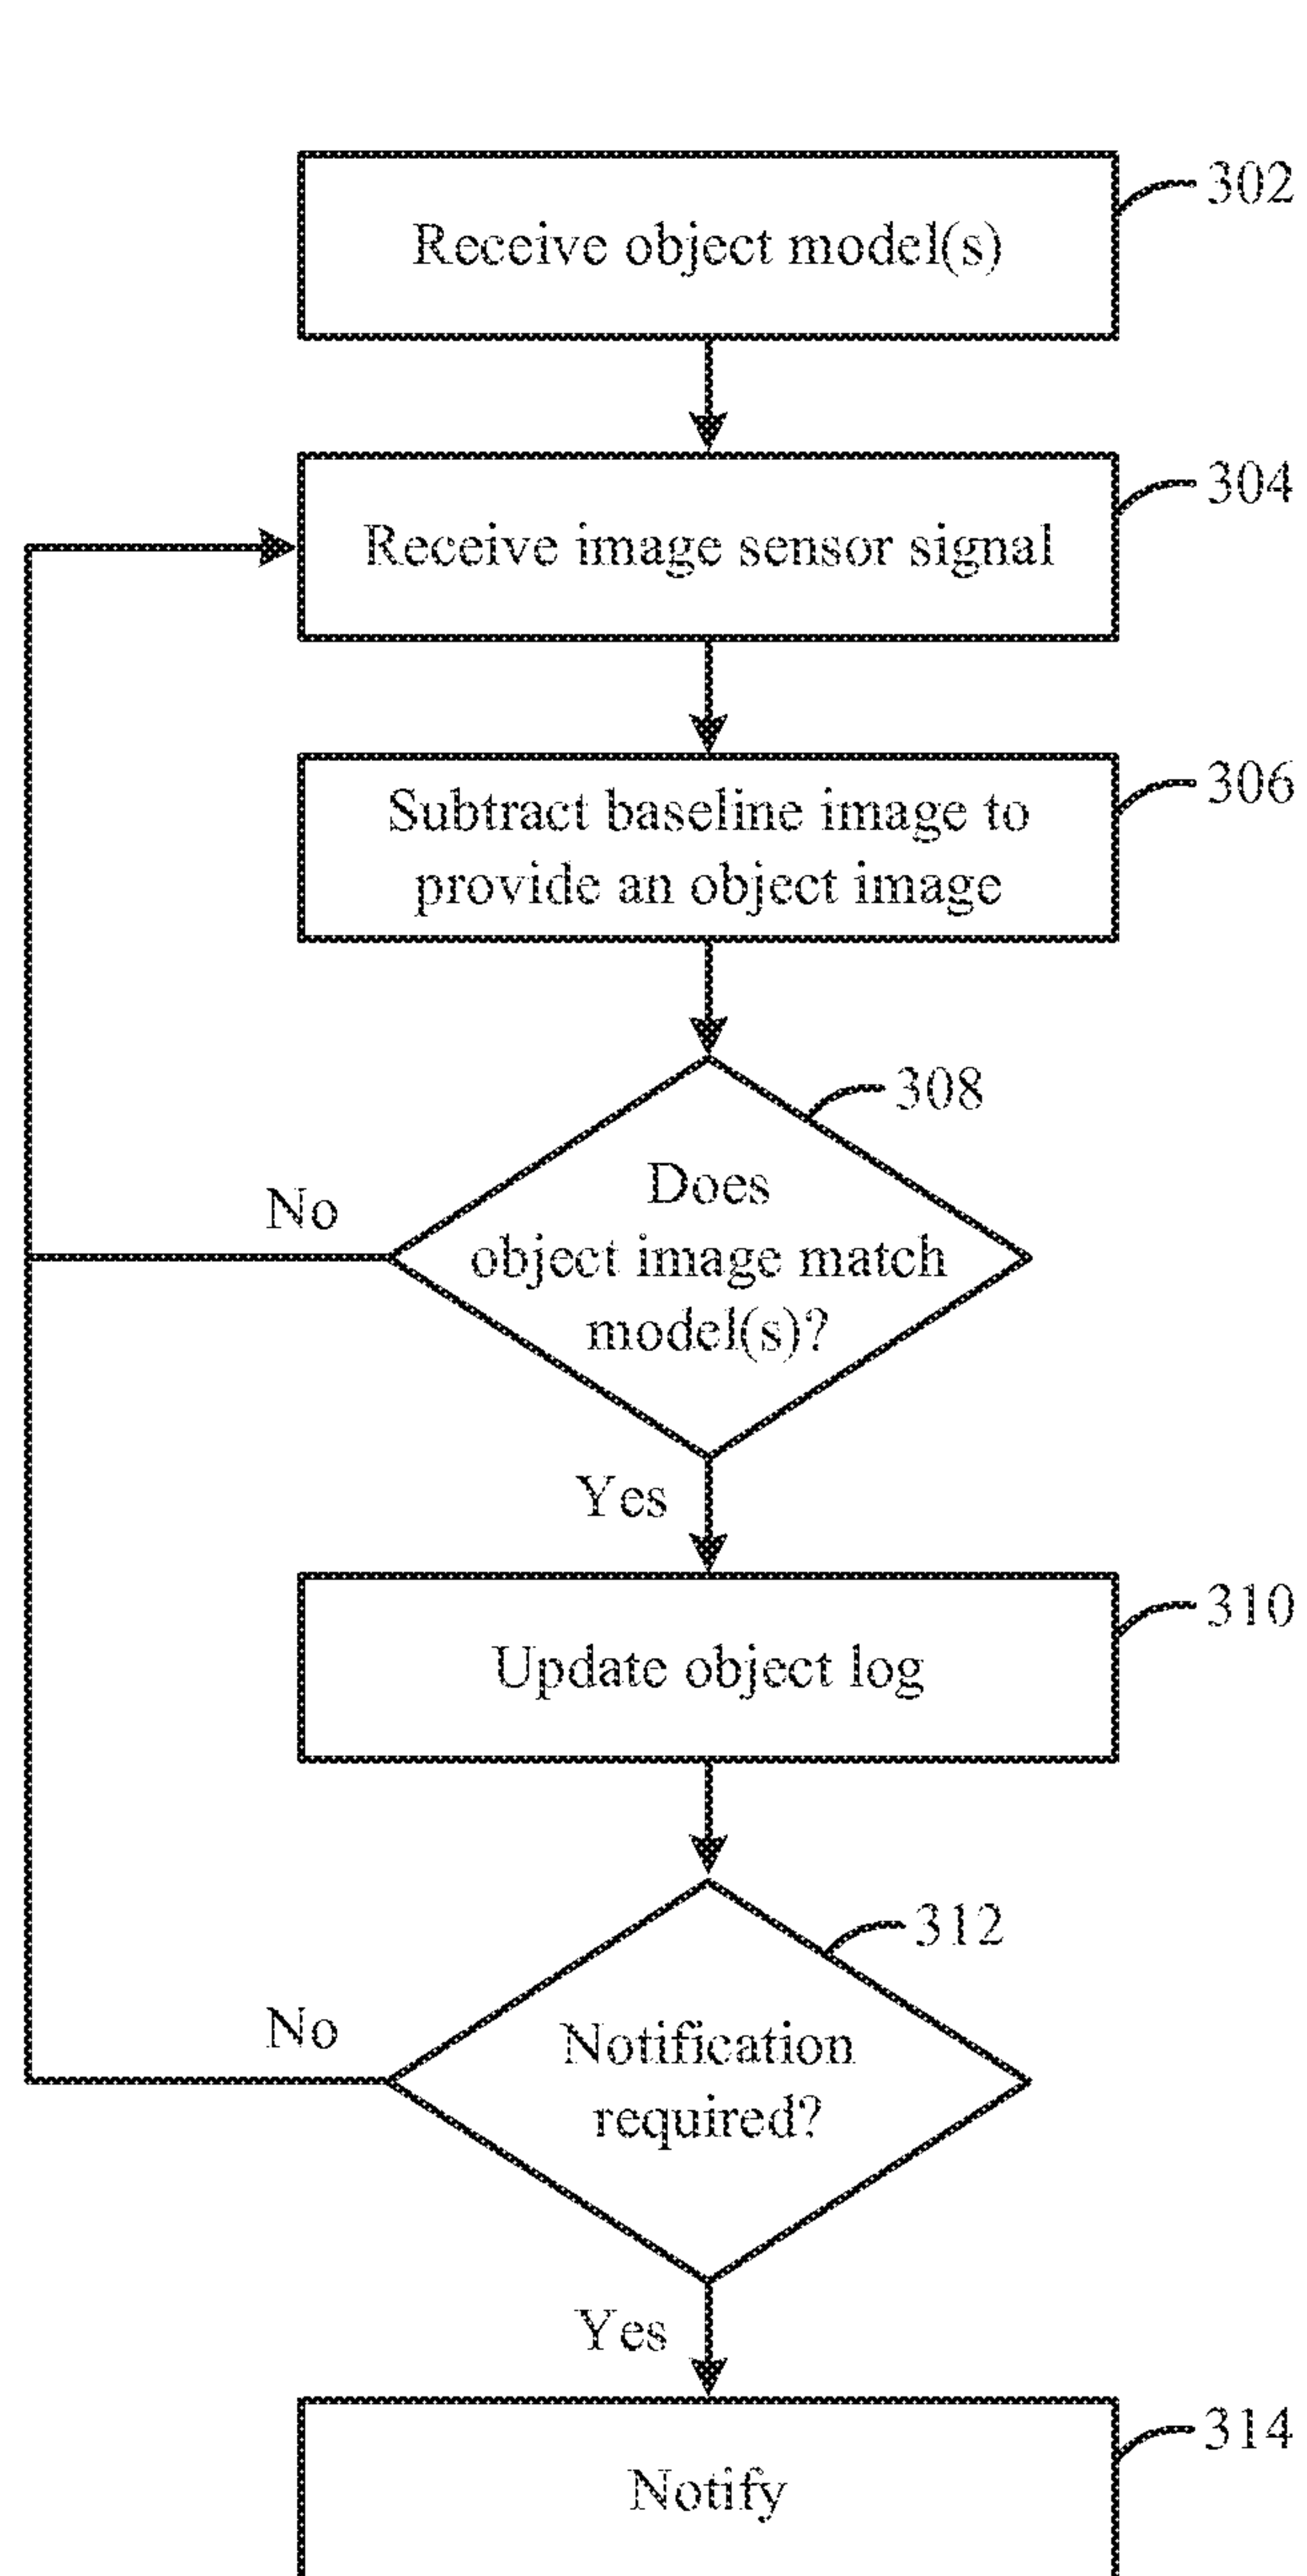 Receive object model(s)
302
Receive image sensor signal
304
Subtract baseline image to
provide an object image
306
308
Does
object image match
model(s)?
No
Yes
Update object log
310
312
Notification
required?
No
Yes
Notify
314